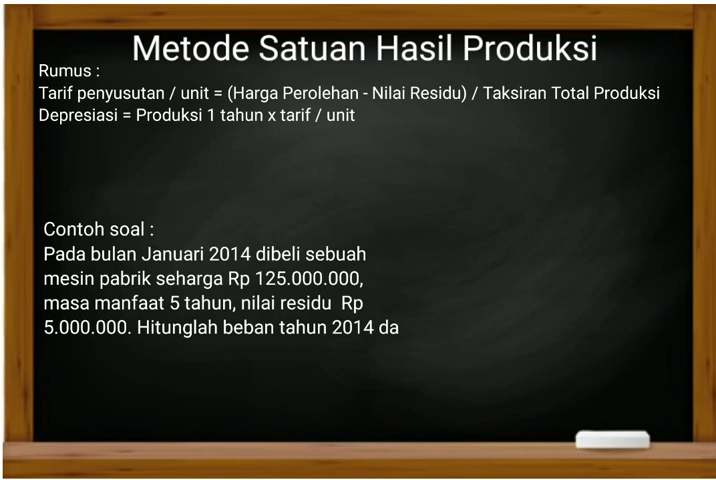 Metode Satuan Hasil Produksi
Rumus :
Tarif penyusutan / unit = (Harga Perolehan - Nilai Residu) / Taksiran Total Produksi
Depresiasi = Produksi 1 tahun x tarif / unit
Contoh soal :
Pada bulan Januari 2014 dibeli sebuah
mesin pabrik seharga Rp 125.000.000,
masa manfaat 5 tahun, nilai residu Rp
5.000.000. Hitunglah beban tahun 2014 da